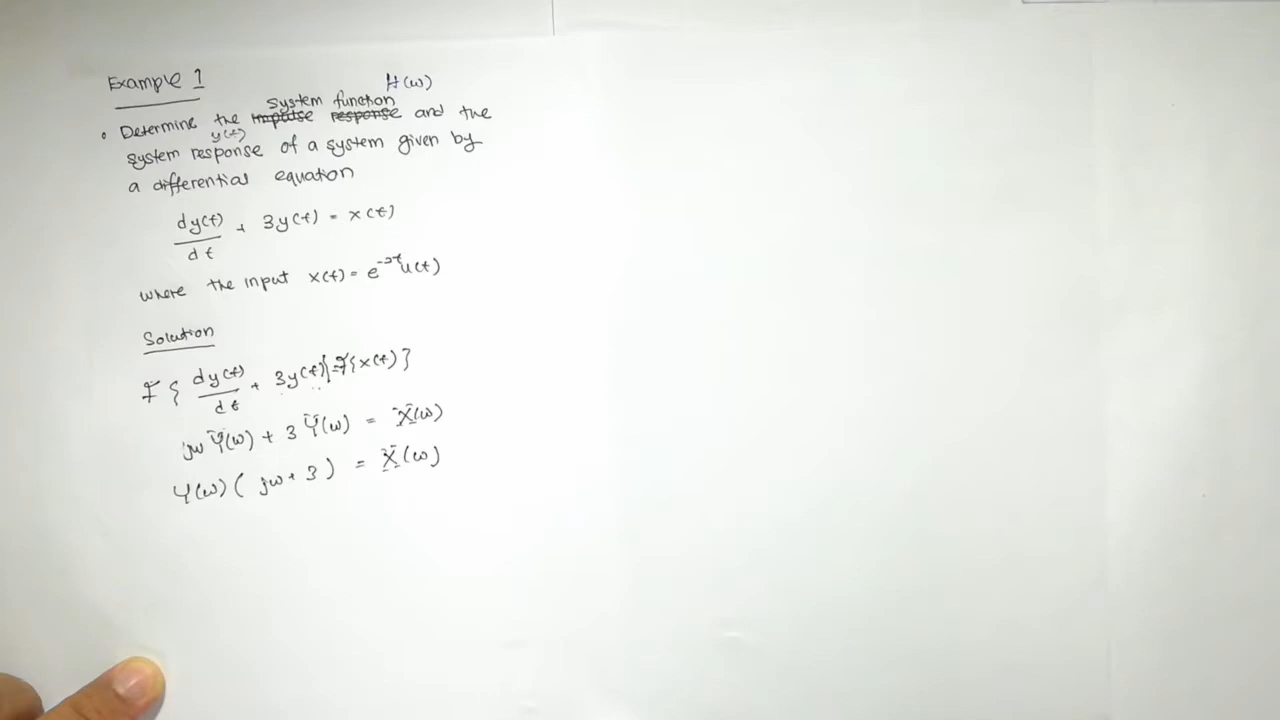 Example 1
H(ω)
system function
• Determine the impulse response and the
y(t)
system response of a system given by
a differential equation
dy(t)/dt + 3y(t) = x(t)
where the input x(t) = e u(t)
Solution
F { dy(t)/dt + 3y(t) } = F{x(t)}
jω Y(ω) + 3 Y(ω) = X(ω)
Y(ω) ( jω + 3 ) = X(ω)